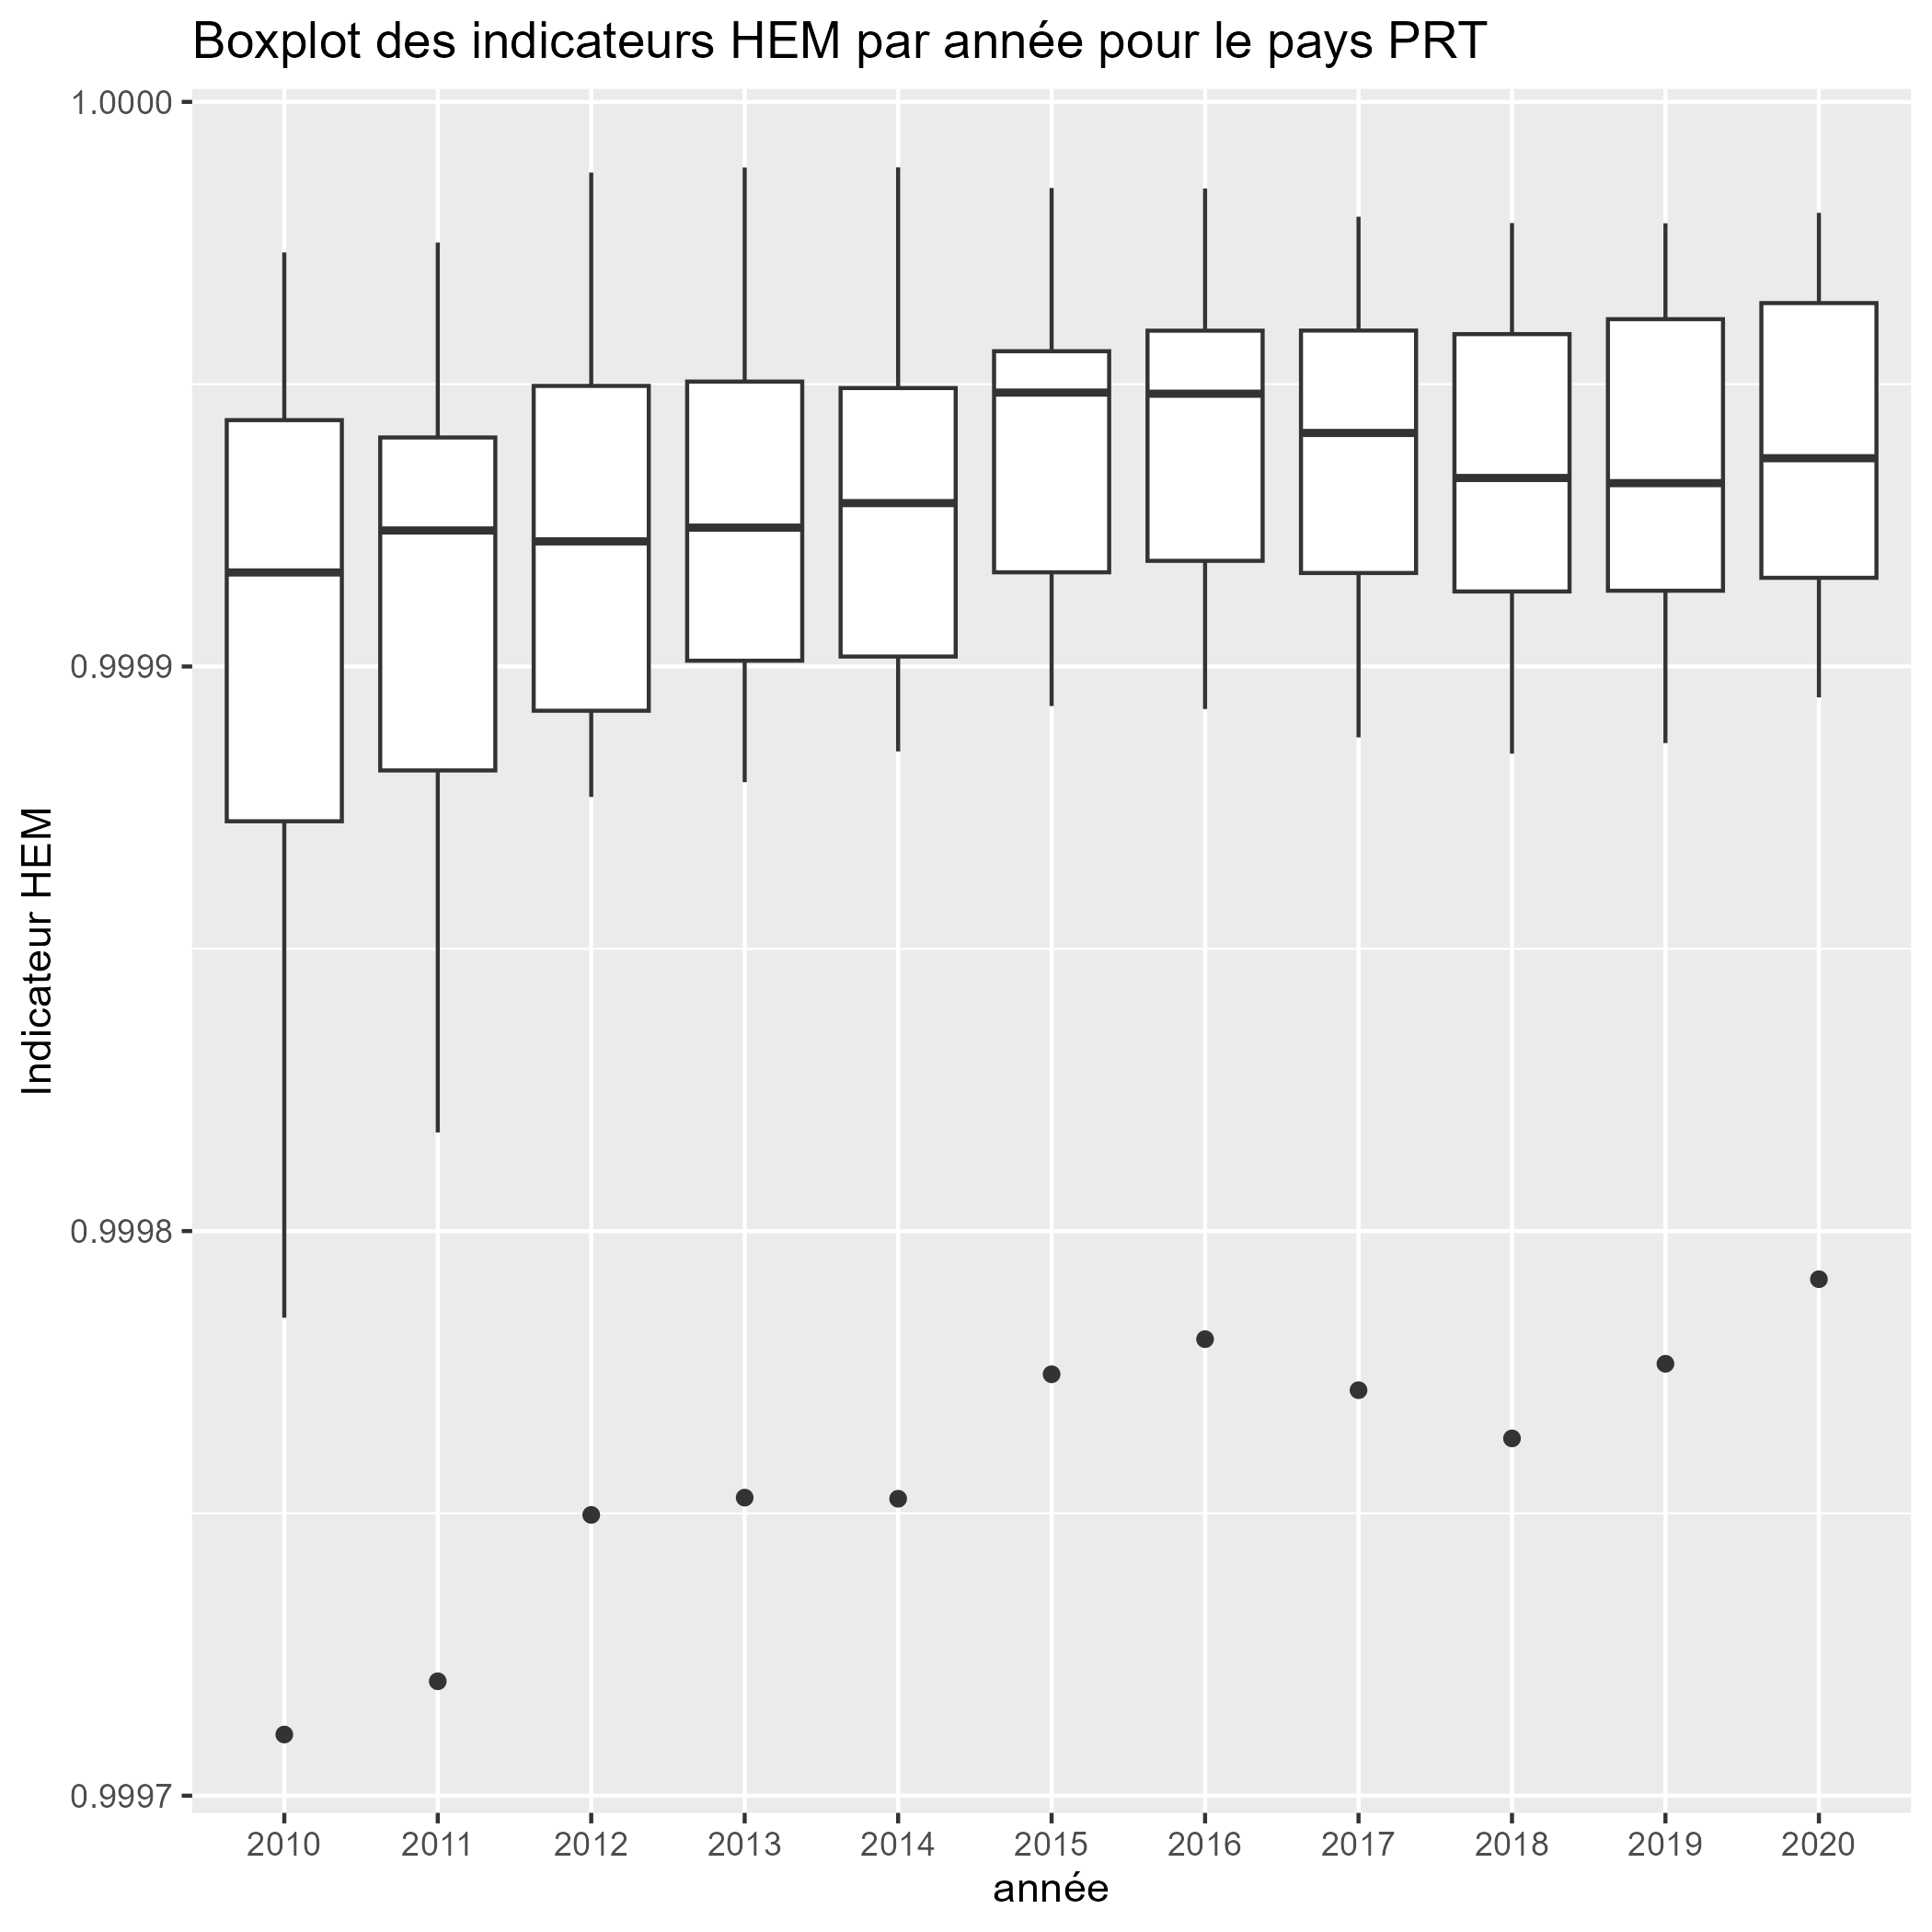 Boxplot des indicateurs HEM par année pour le pays PRT
1.0000
0.9999
0.9998
0.9997
Indicateur HEM
2010 2011 2012 2013 2014 2015 2016 2017 2018 2019 2020
année